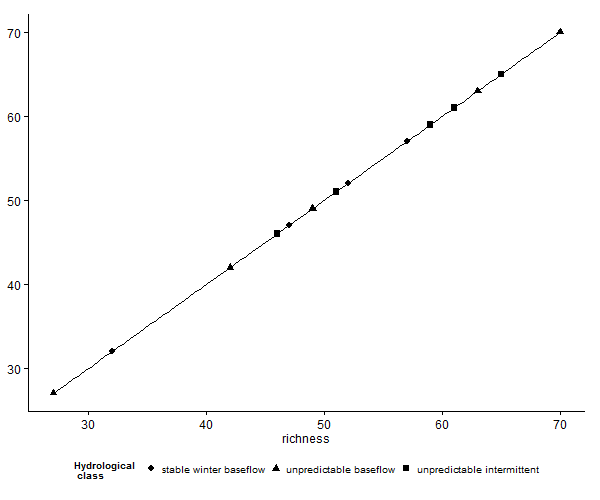 70
60
50
40
30
30 40 50 60 70
richness
Hydrological
class
stable winter baseflow unpredictable baseflow unpredictable intermittent